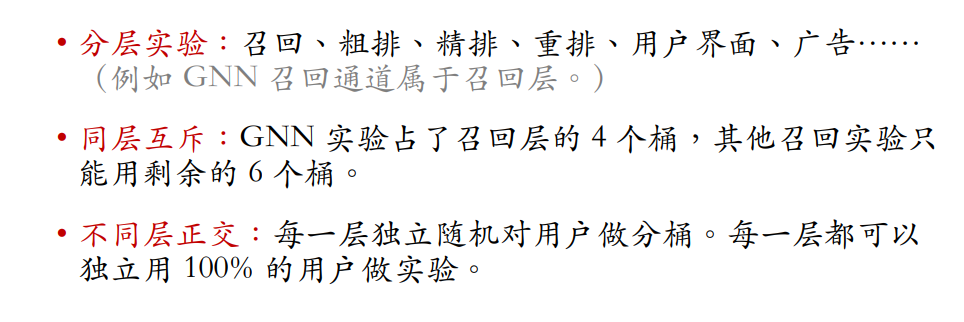 • 分层实验：召回、粗排、精排、重排、用户界面、广告……
（例如 GNN 召回通道属于召回层。）
• 同层互斥：GNN 实验占了召回层的 4 个桶，其他召回实验只
能用剩余的 6 个桶。
• 不同层正交：每一层独立随机对用户做分桶。每一层都可以
独立用 100% 的用户做实验。